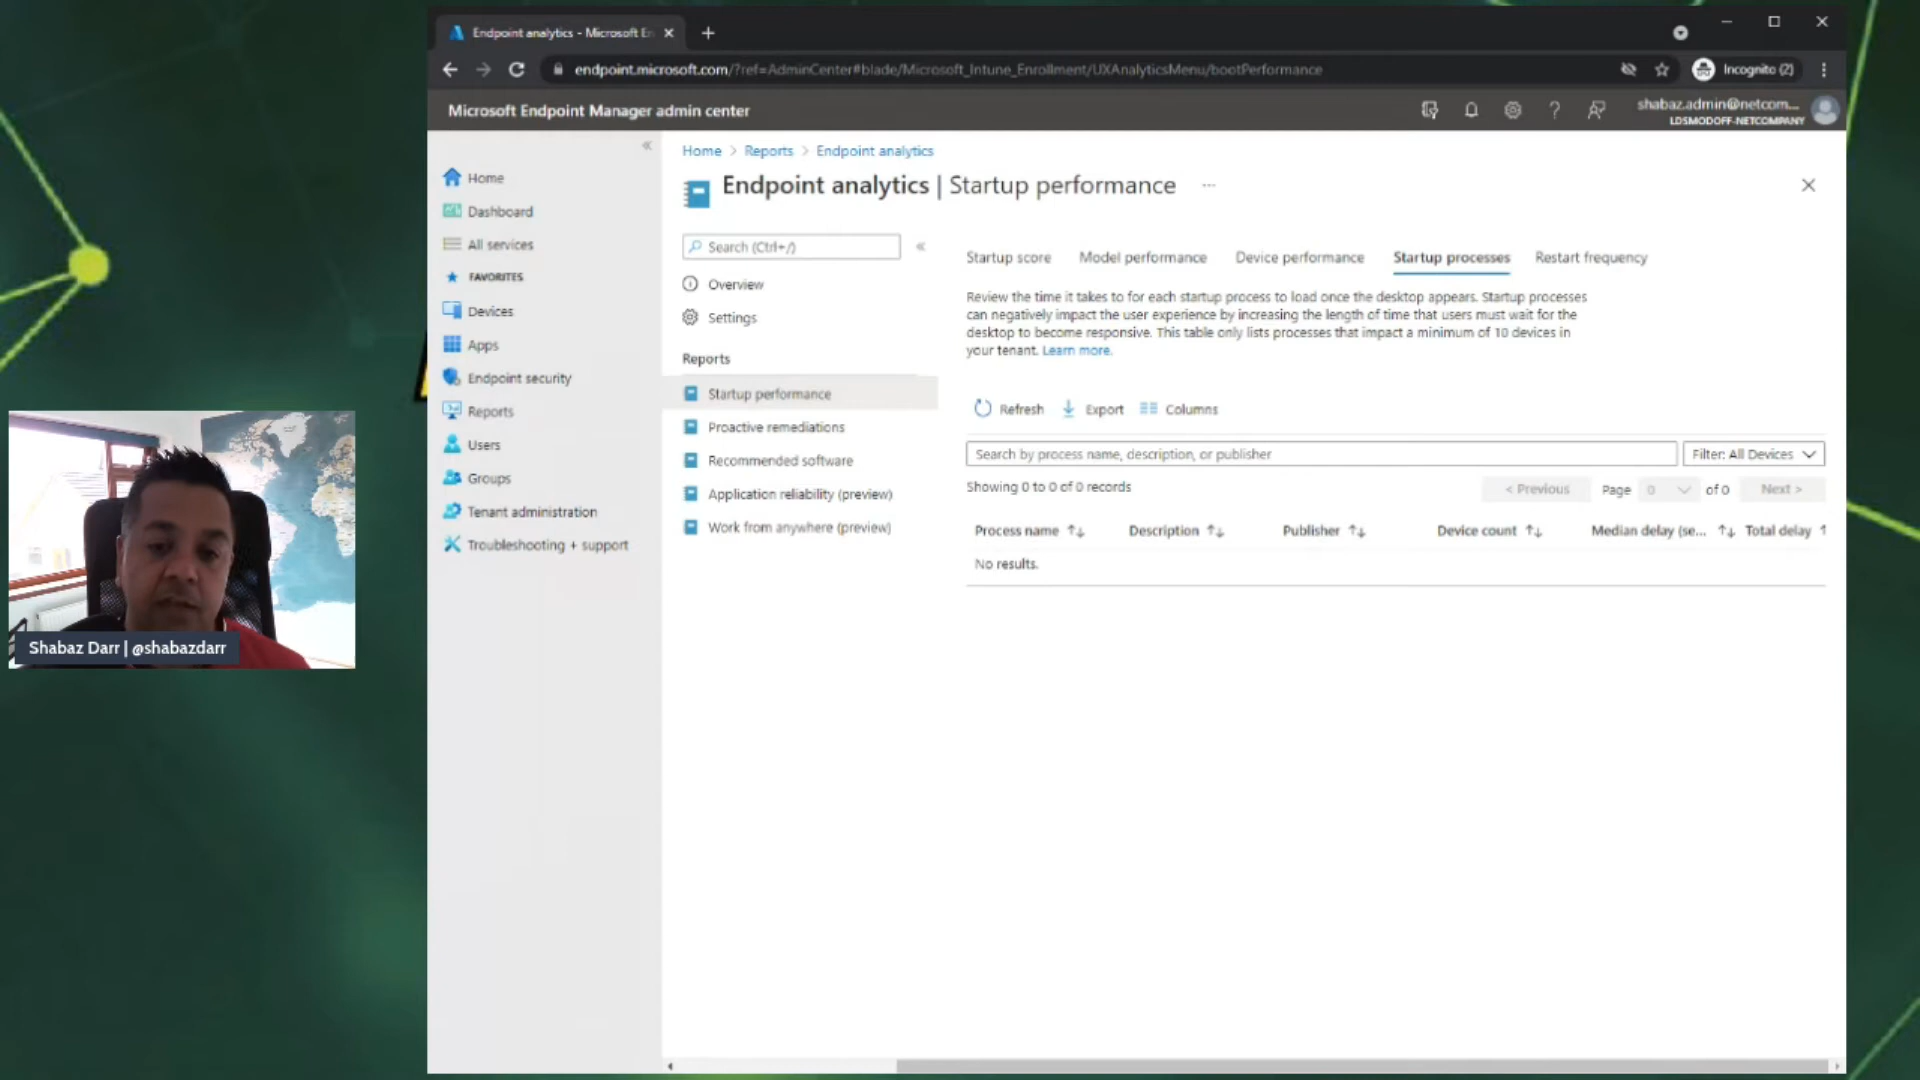 Endpoint analytics - Microsoft En
endpoint.microsoft.com/?ref=AdminCenter#blade/Microsoft_Intune_Enrollment/UXAnalyticsMenu/bootPerformance
Incognito (2)
Microsoft Endpoint Manager admin center
shabaz.admin@netcom...
LDSMODOFF-NETCOMPANY
Home
Dashboard
All services
FAVORITES
Devices
Apps
Endpoint security
Reports
Users
Groups
Tenant administration
Troubleshooting + support
Home > Reports > Endpoint analytics
Endpoint analytics | Startup performance
Search (Ctrl+/)
Overview
Settings
Reports
Startup performance
Proactive remediations
Recommended software
Application reliability (preview)
Work from anywhere (preview)
Startup score Model performance Device performance Startup processes Restart frequency
Review the time it takes to for each startup process to load once the desktop appears. Startup processes
can negatively impact the user experience by increasing the length of time that users must wait for the
desktop to become responsive. This table only lists processes that impact a minimum of 10 devices in
your tenant. Learn more.
Refresh Export Columns
Search by process name, description, or publisher
Filter: All Devices
Showing 0 to 0 of 0 records
< Previous Page 0 of 0 Next >
Process name Description Publisher Device count Median delay (se... Total delay
No results.
Shabaz Darr | @shabazdarr